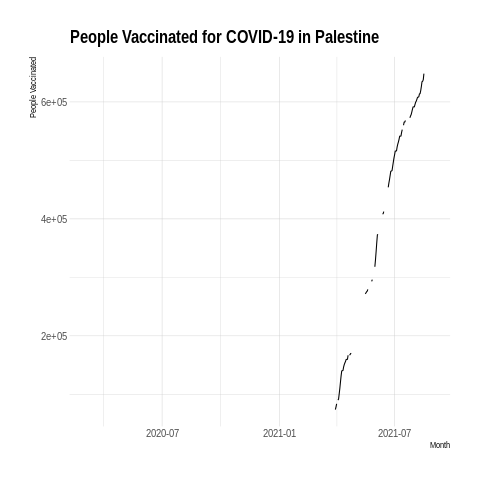 People Vaccinated for COVID-19 in Palestine
People Vaccinated
6e+05
4e+05
2e+05
2020-07
2021-01
2021-07
Month